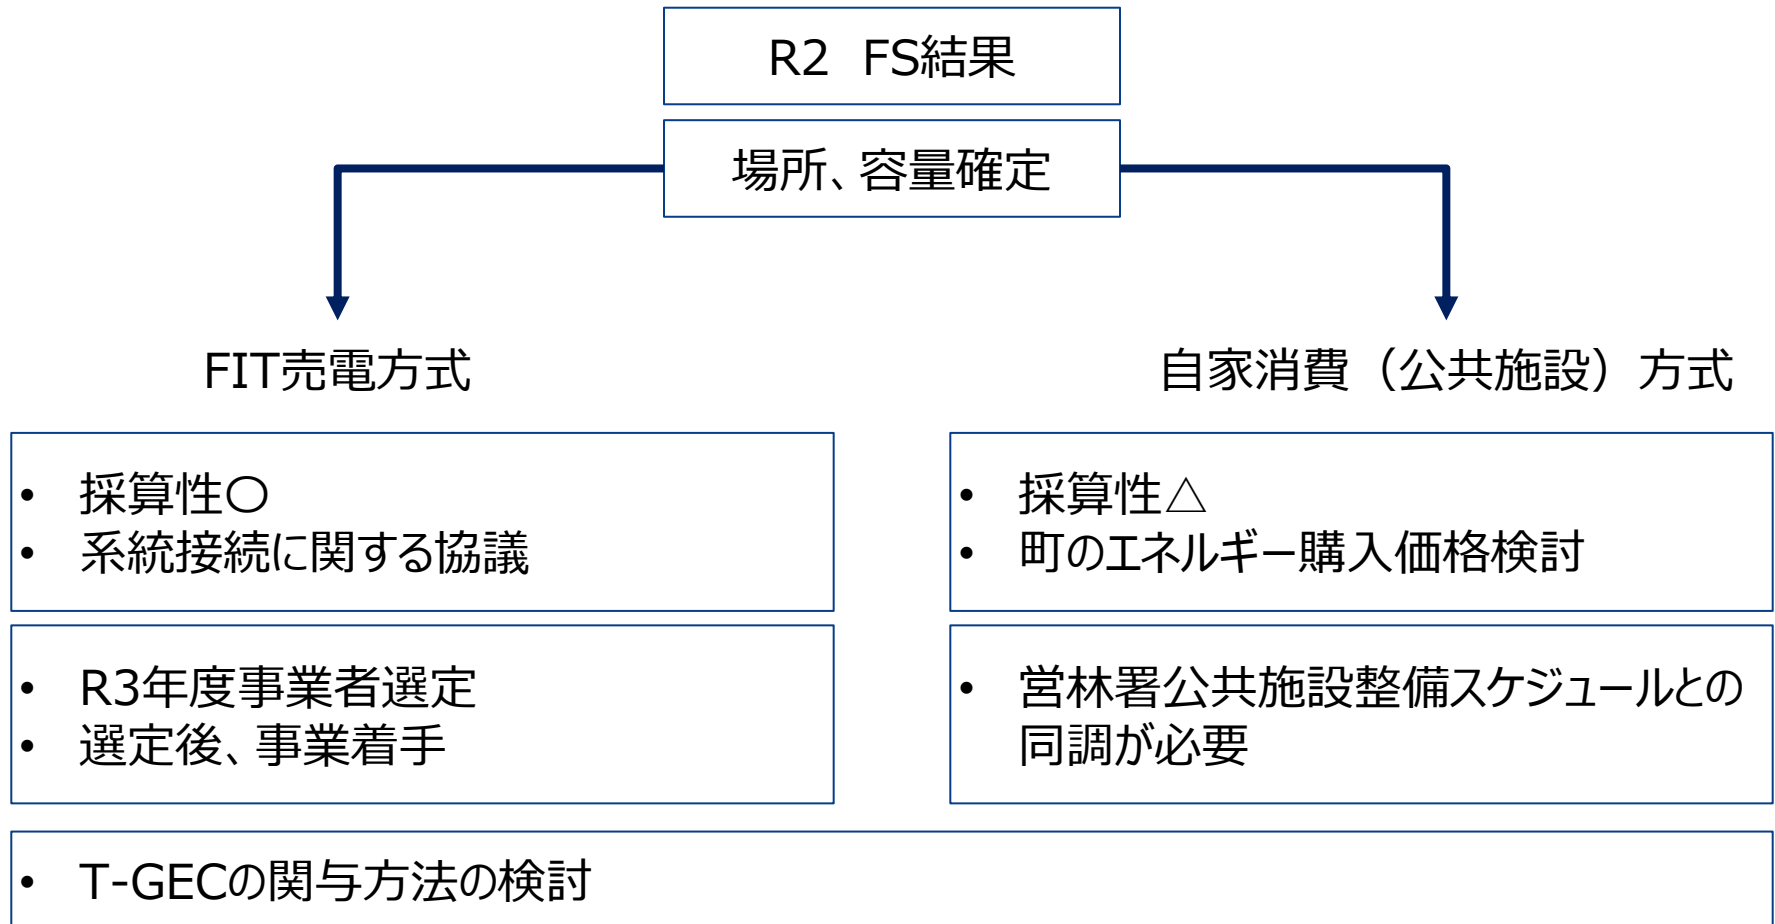 R2 FS結果
場所、容量確定
FIT売電方式
自家消費（公共施設）方式
• 採算性〇
• 系統接続に関する協議
• 採算性△
• 町のエネルギー購入価格検討
• R3年度事業者選定
• 選定後、事業着手
• 営林署公共施設整備スケジュールとの
同調が必要
• T-GECの関与方法の検討